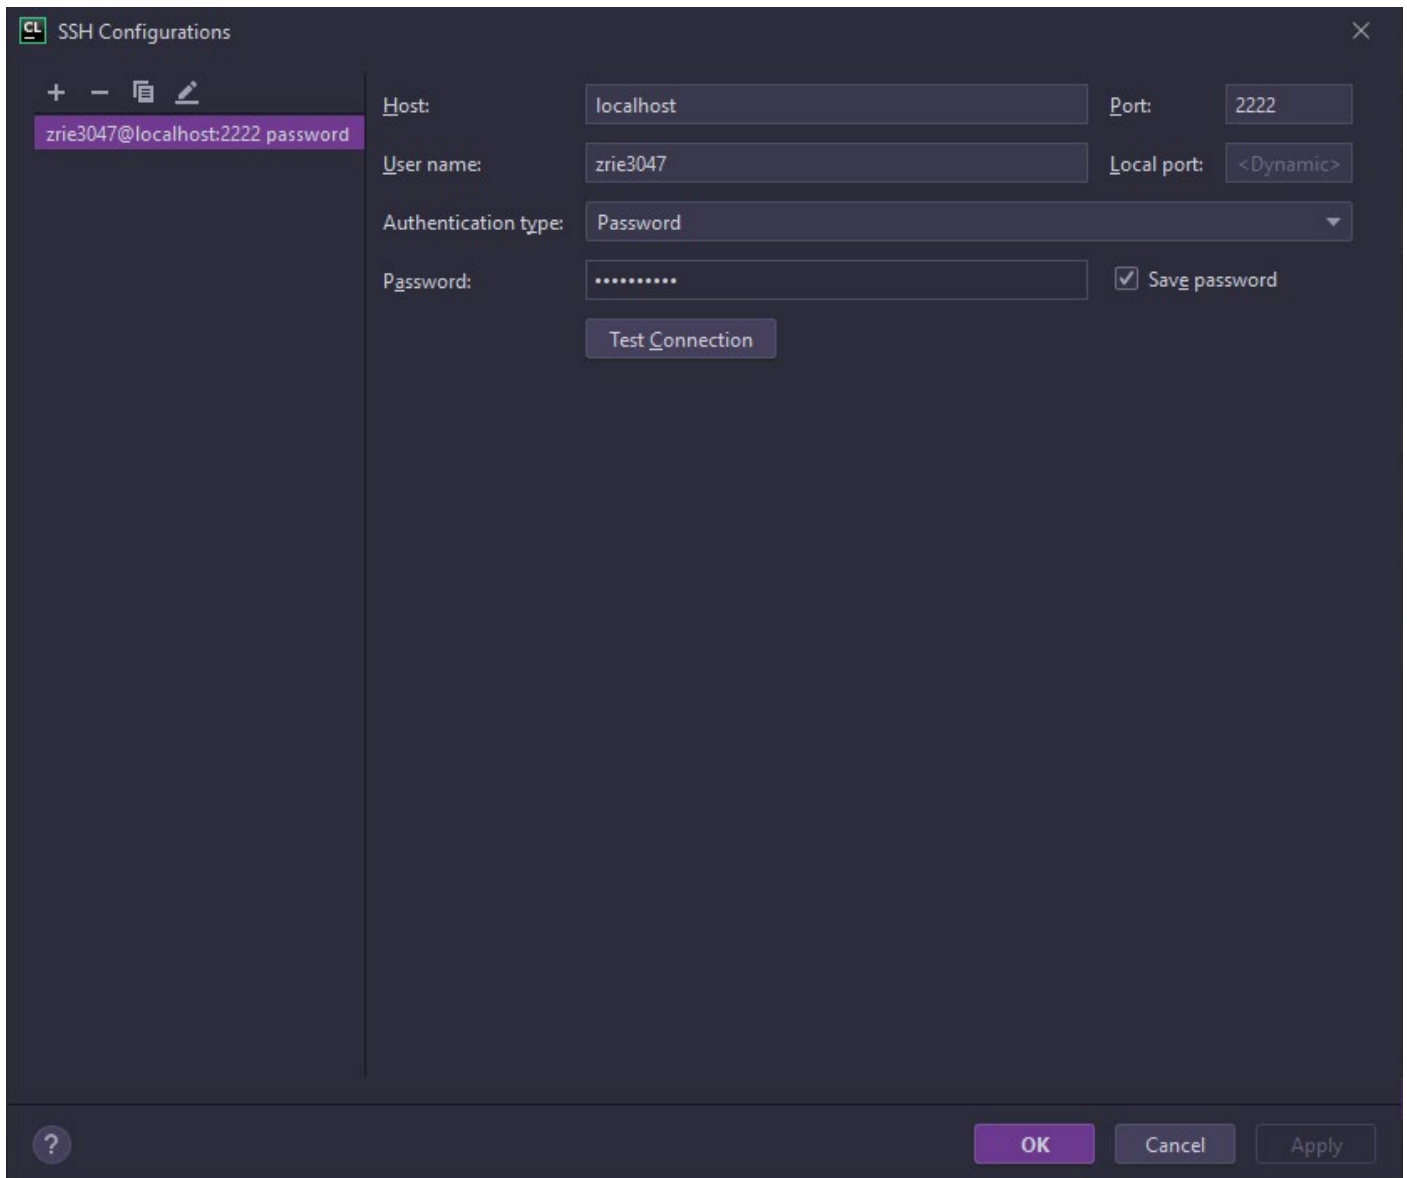 CL SSH Configurations
zrie3047@localhost:2222 password
Host: localhost Port: 2222
User name: zrie3047 Local port: <Dynamic>
Authentication type: Password
Password: •••••••••• Save password
Test Connection
? OK Cancel Apply